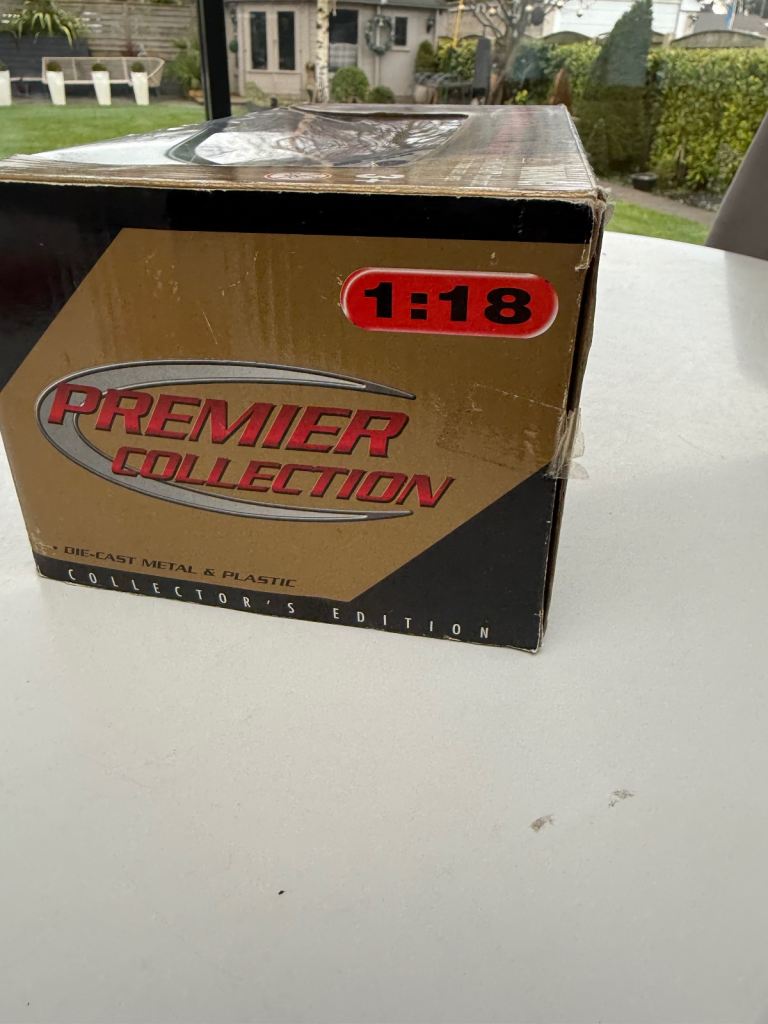 1:18
PREMIER
COLLECTION
• DIE-CAST METAL & PLASTIC
COLLECTOR'S EDITION